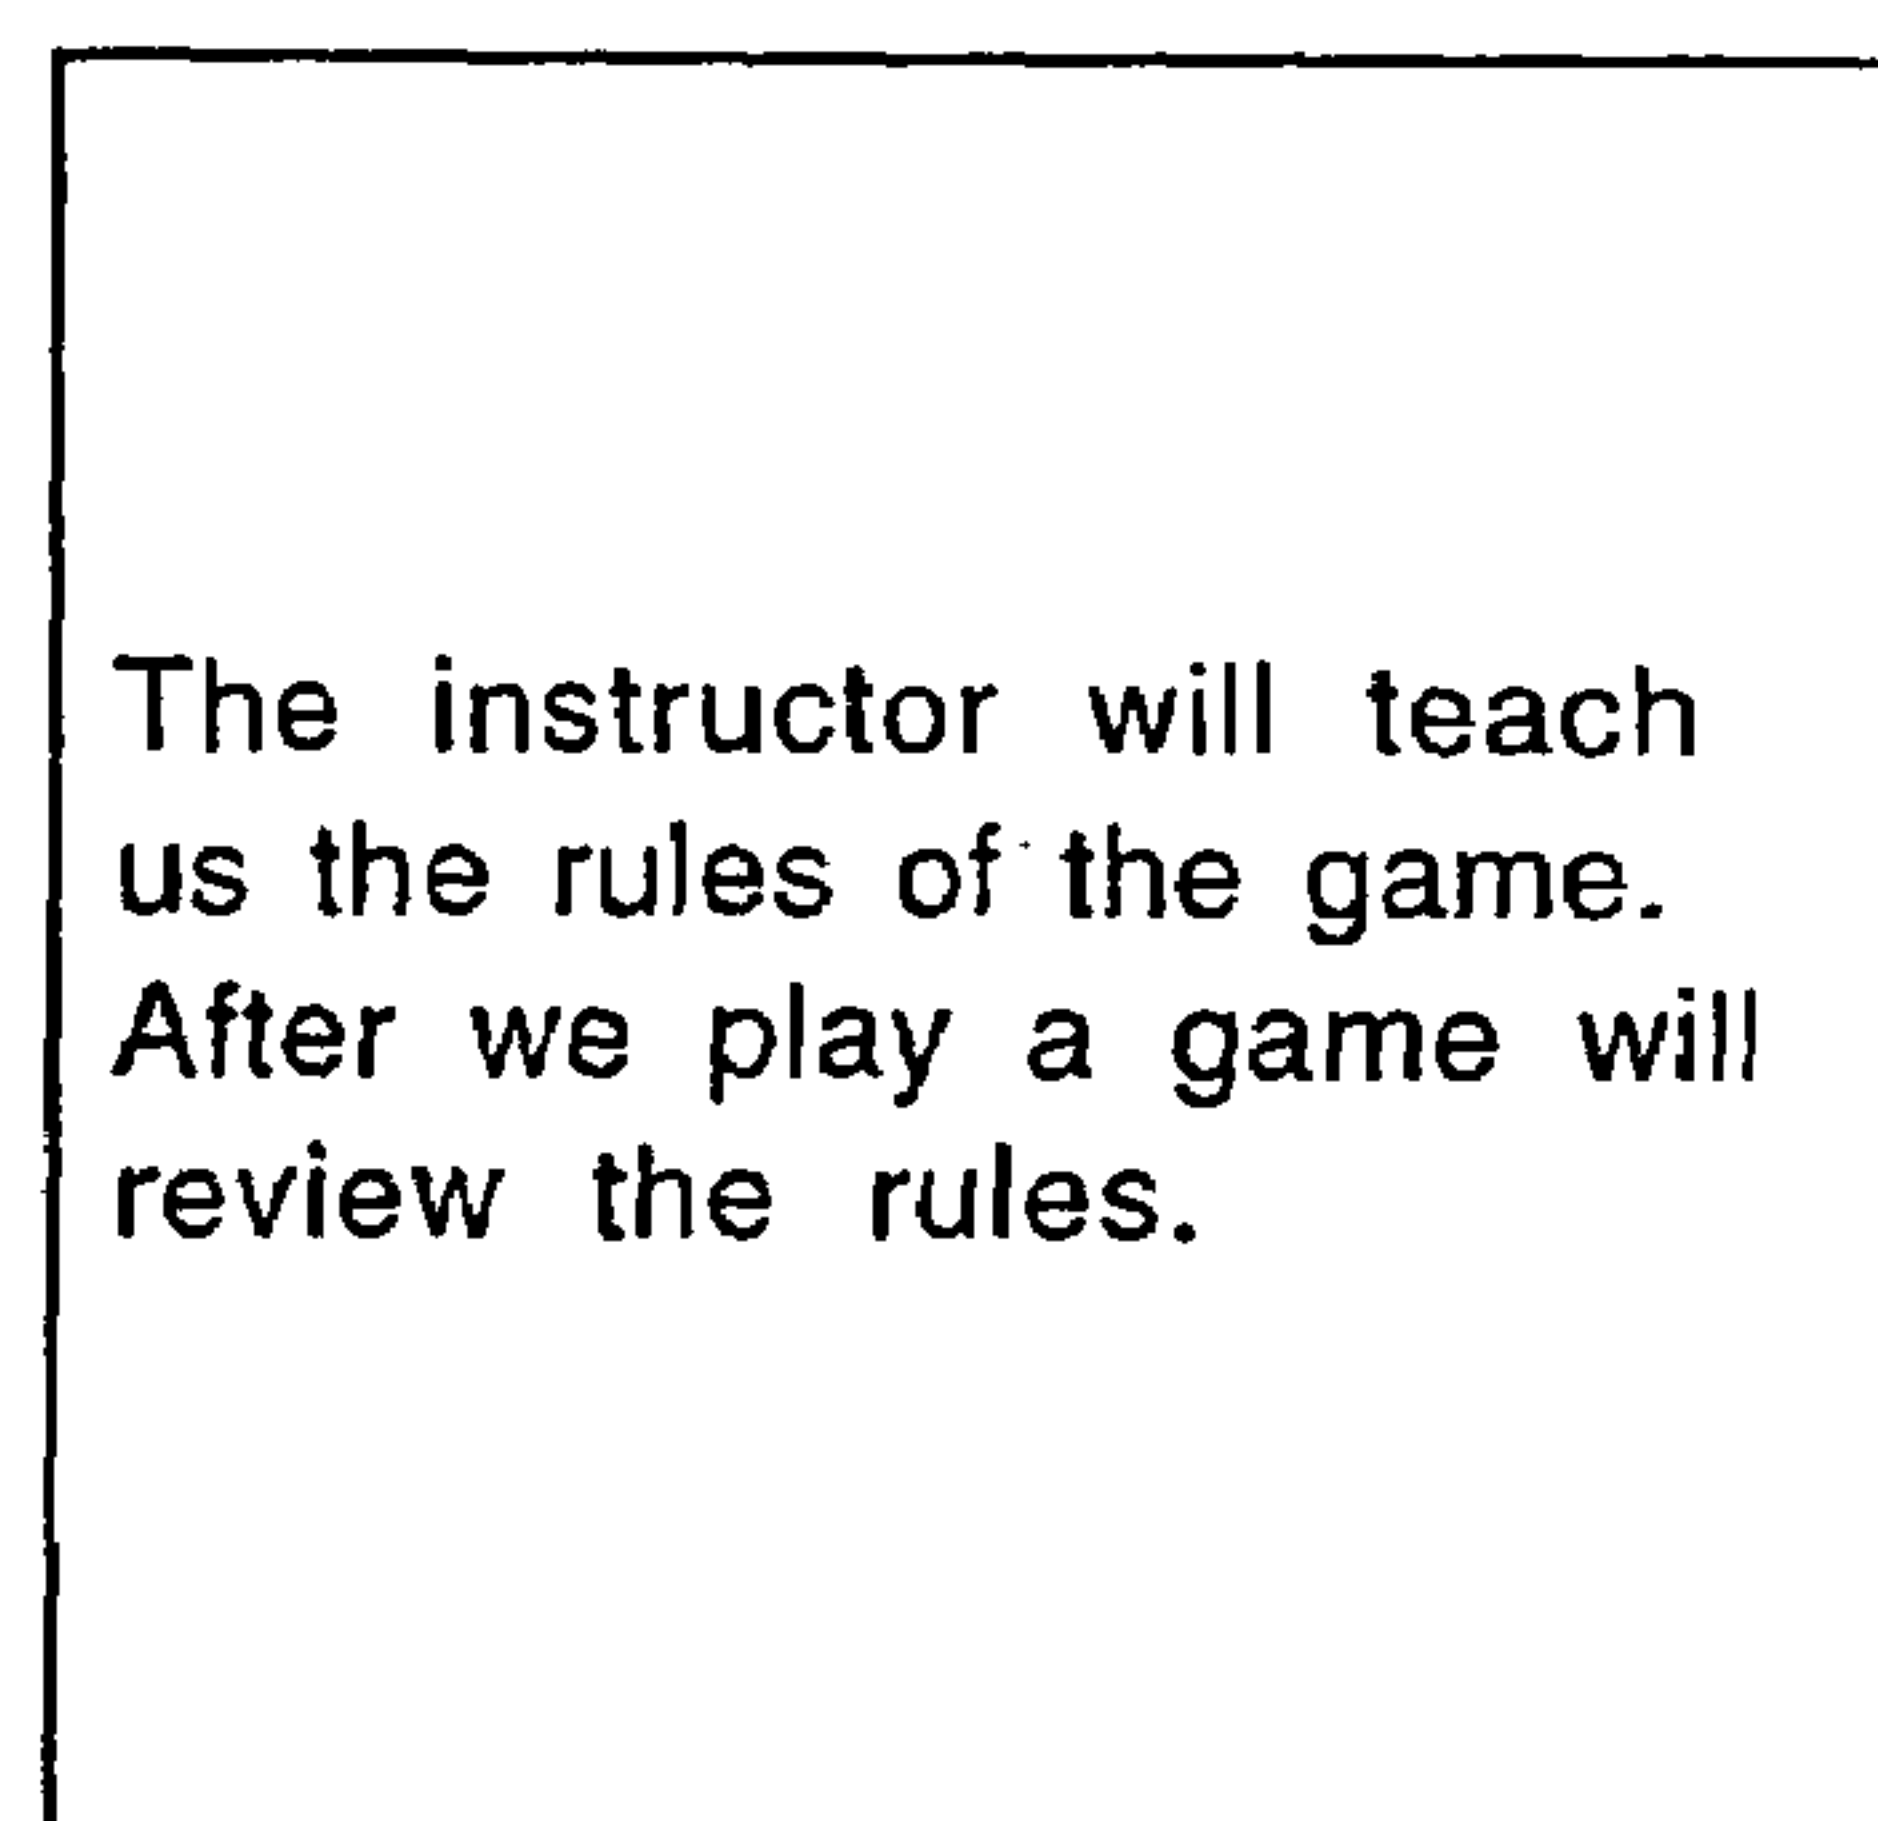 The instructor will teach
us the rules of the game.
After we play a game will
review the rules.